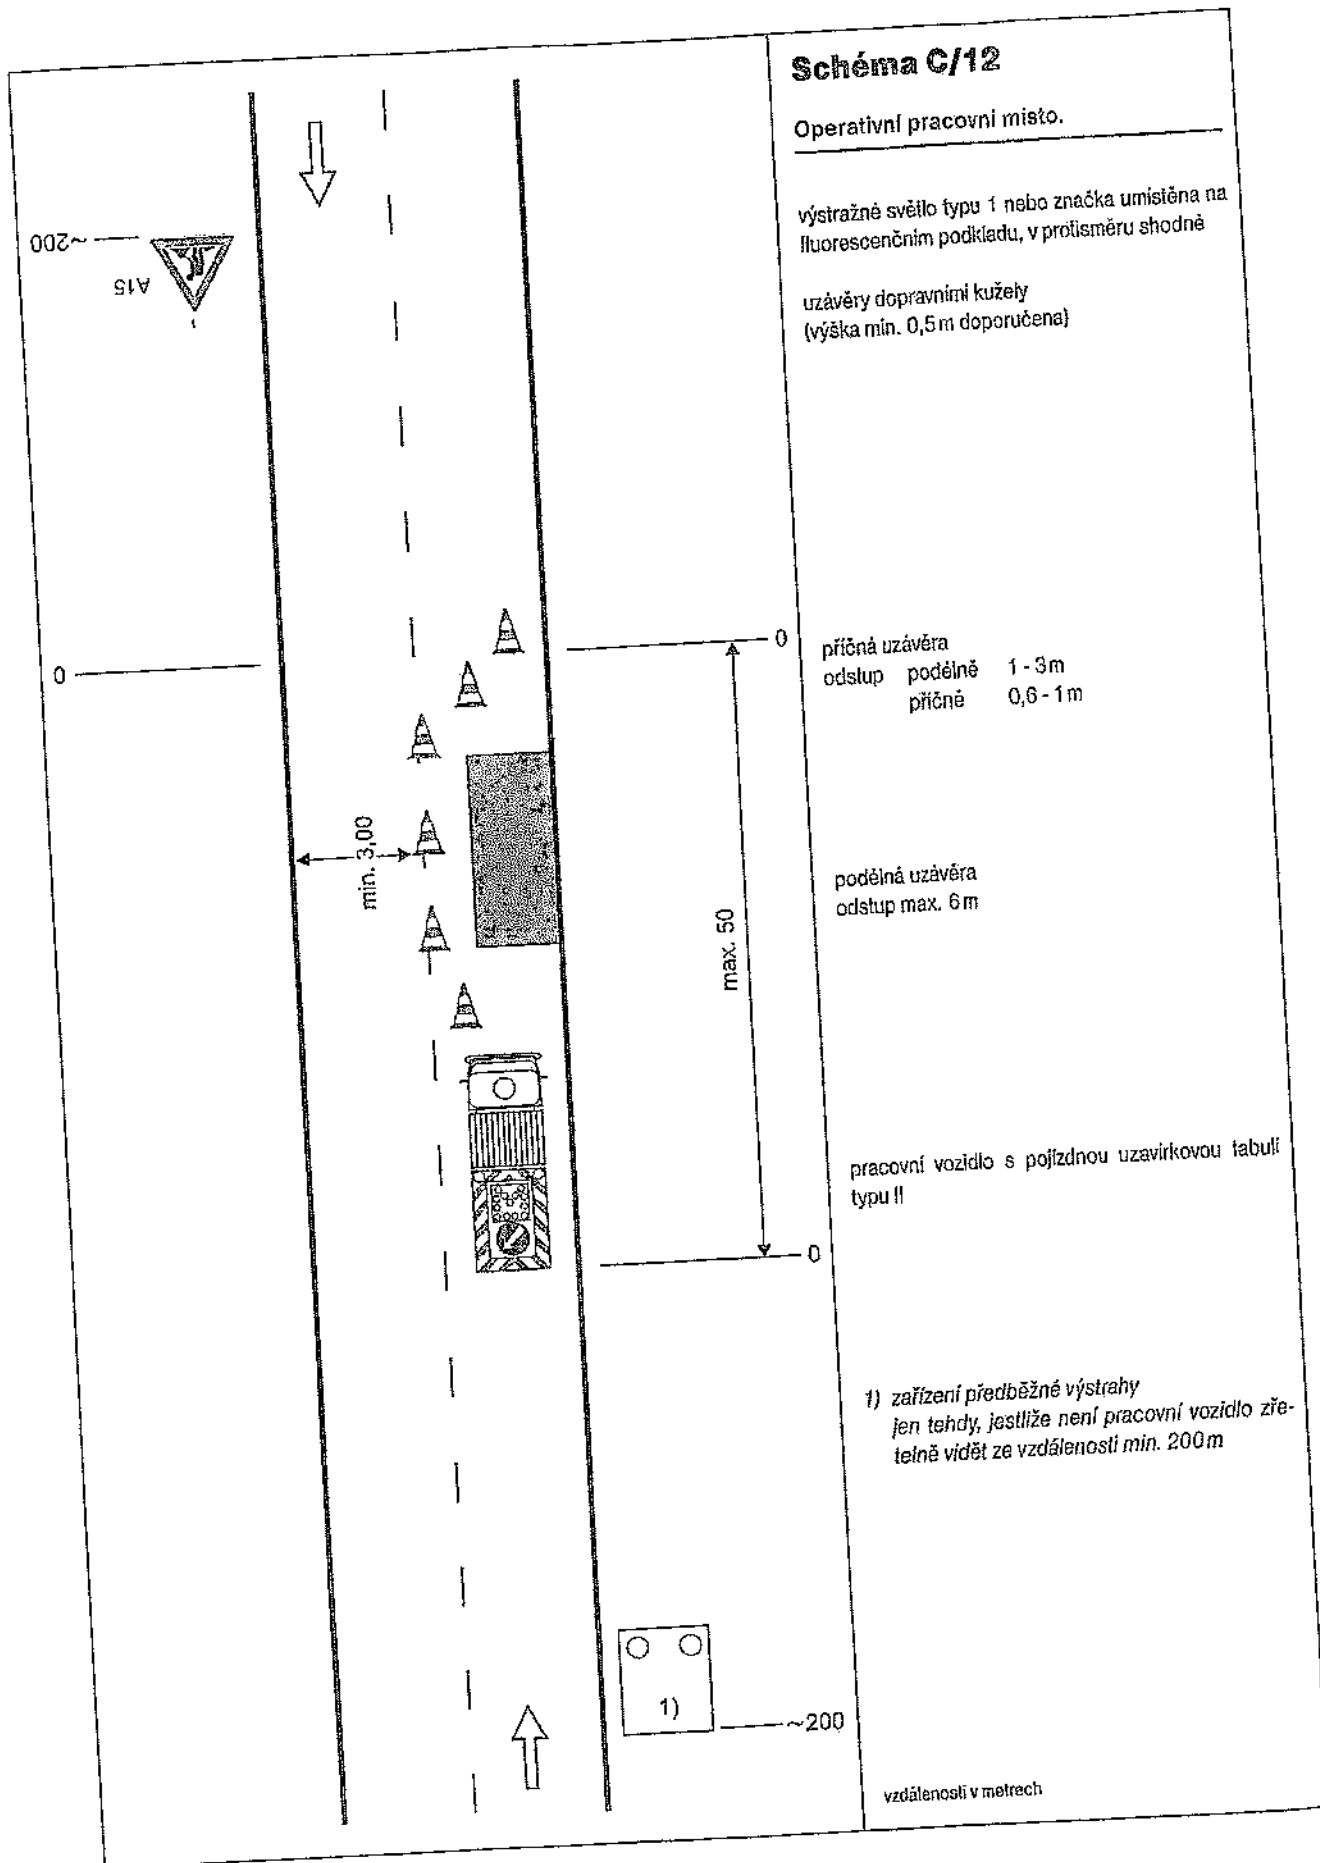 Schéma C/12
Operativní pracovní místo.
výstražné světlo typu 1 nebo značka umístěna na
fluorescenčním podkladu, v protisměru shodně
uzávěry dopravními kužely
(výška min. 0,5 m doporučena)
~200
A15
0
0
příčná uzávěra
odstup podélně 1 - 3 m
příčně 0,6 - 1 m
min. 3,00
max. 50
podélná uzávěra
odstup max. 6 m
pracovní vozidlo s pojízdnou uzavírkovou tabulí
typu II
0
1) zařízení předběžné výstrahy
jen tehdy, jestliže není pracovní vozidlo zře-
telně vidět ze vzdálenosti min. 200 m
1)
~200
vzdálenosti v metrech